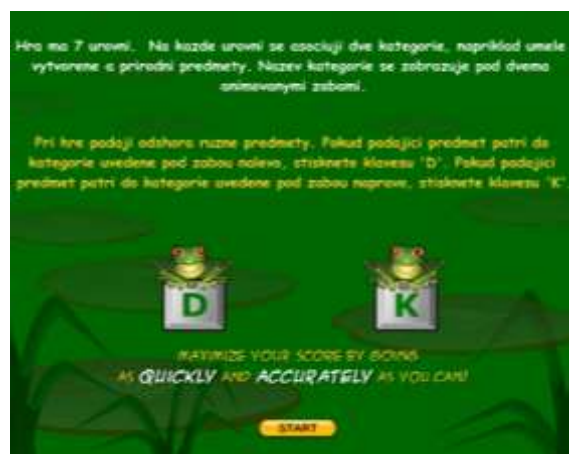 Hra ma 7 urovni. Na kazde urovni se asociuji dve kategorie, napriklad umele
vytvorene a prirodni predmety. Nazev kategorie se zobrazuje pod dvema
animovanymi zabami.
Pri hre padaji odshora ruzne predmety. Pokud padajici predmet patri do
kategorie uvedene pod zabou nalevo, stisknete klavesu 'D'. Pokud padajici
predmet patri do kategorie uvedene pod zabou napravo, stisknete klavesu 'K'
D K
MAXIMIZE YOUR SCORE BY GOING
AS QUICKLY AND ACCURATELY AS YOU CAN!
START